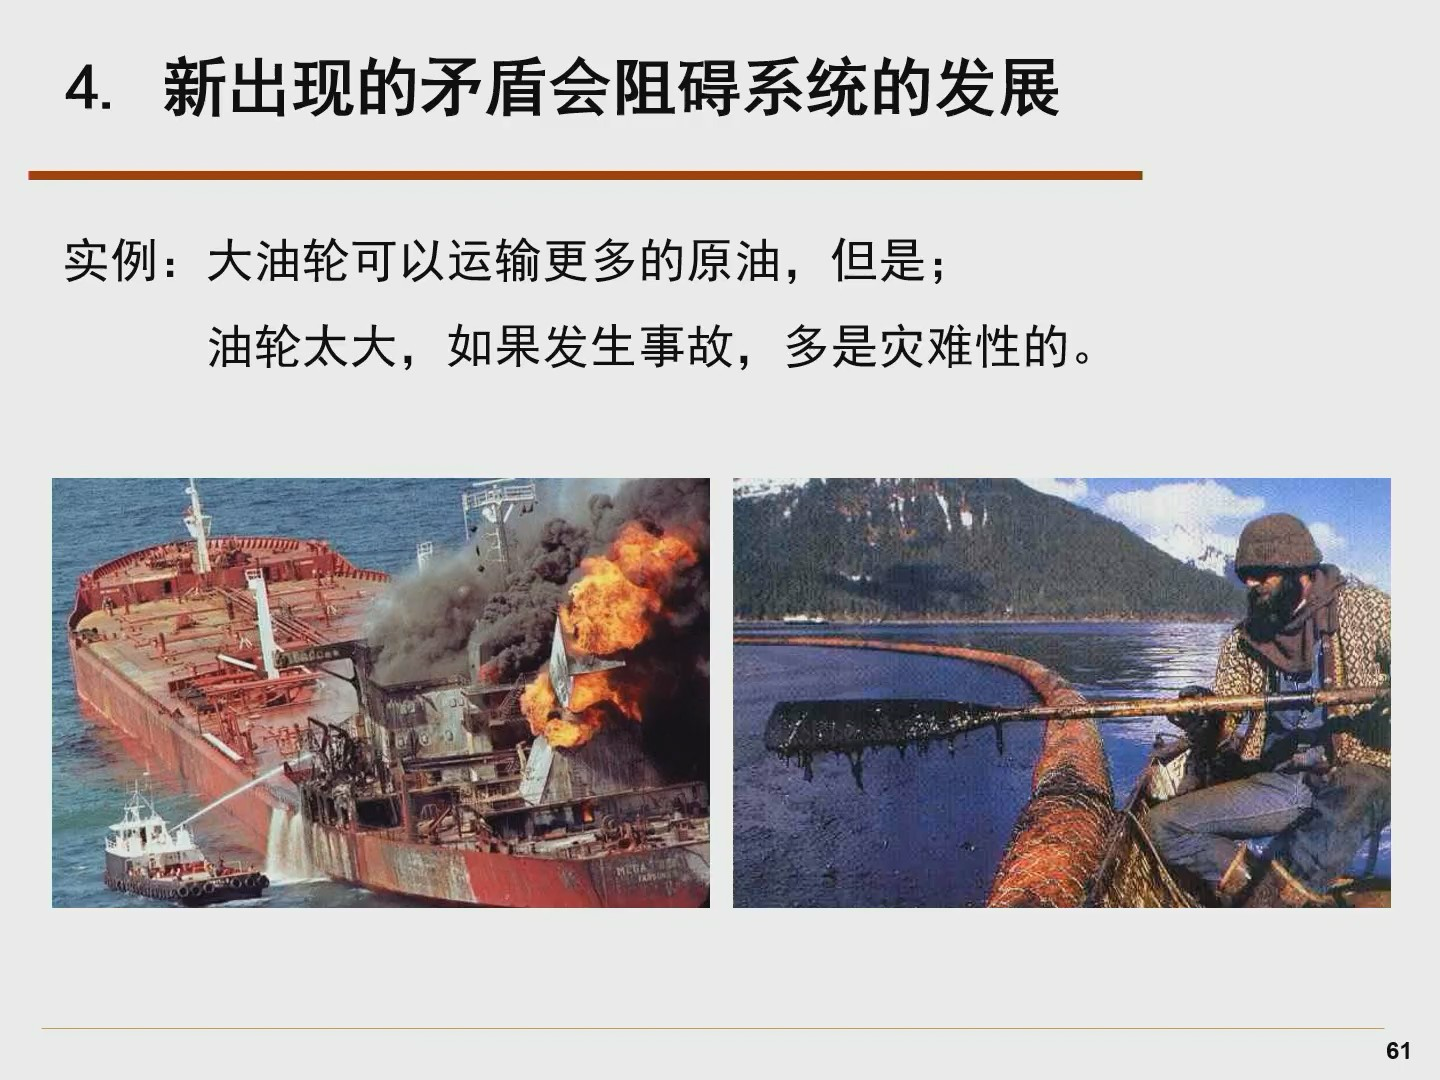 4. 新出现的矛盾会阻碍系统的发展
实例：大油轮可以运输更多的原油，但是；
油轮太大，如果发生事故，多是灾难性的。
MEGA
61